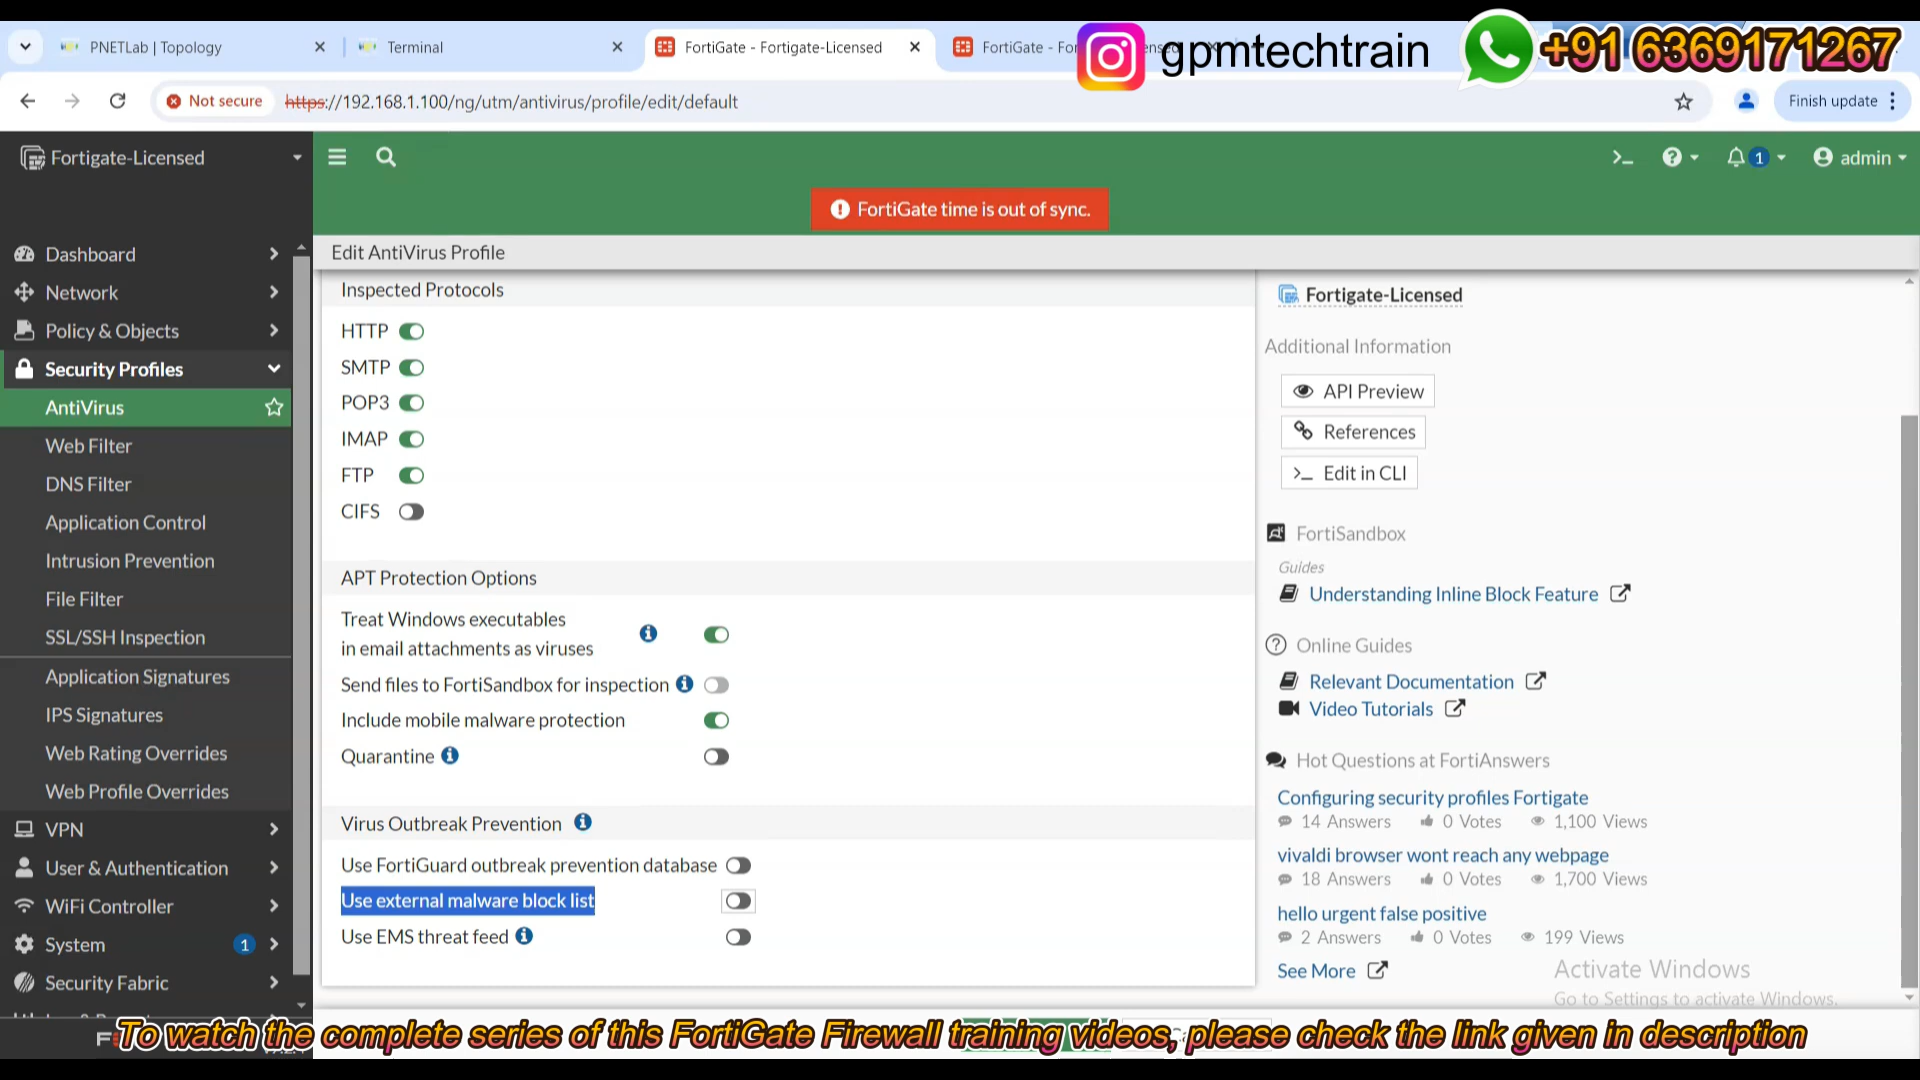 PNETLab | Topology
Terminal
FortiGate - Fortigate-Licensed
FortiGate - For
gpmtechtrain
+91 6369171267
Not secure
https://192.168.1.100/ng/utm/antivirus/profile/edit/default
Finish update
Fortigate-Licensed
1
admin
FortiGate time is out of sync.
Dashboard
Network
Policy & Objects
Security Profiles
AntiVirus
Web Filter
DNS Filter
Application Control
Intrusion Prevention
File Filter
SSL/SSH Inspection
Application Signatures
IPS Signatures
Web Rating Overrides
Web Profile Overrides
VPN
User & Authentication
WiFi Controller
System
1
Security Fabric
Edit AntiVirus Profile
Inspected Protocols
HTTP
SMTP
POP3
IMAP
FTP
CIFS
APT Protection Options
Treat Windows executables
in email attachments as viruses
Send files to FortiSandbox for inspection
Include mobile malware protection
Quarantine
Virus Outbreak Prevention
Use FortiGuard outbreak prevention database
Use external malware block list
Use EMS threat feed
Fortigate-Licensed
Additional Information
API Preview
References
Edit in CLI
FortiSandbox
Guides
Understanding Inline Block Feature
Online Guides
Relevant Documentation
Video Tutorials
Hot Questions at FortiAnswers
Configuring security profiles Fortigate
14 Answers 0 Votes 1,100 Views
vivaldi browser wont reach any webpage
18 Answers 0 Votes 1,700 Views
hello urgent false positive
2 Answers 0 Votes 199 Views
See More
Activate Windows
Go to Settings to activate Windows.
To watch the complete series of this FortiGate Firewall training videos, please check the link given in description